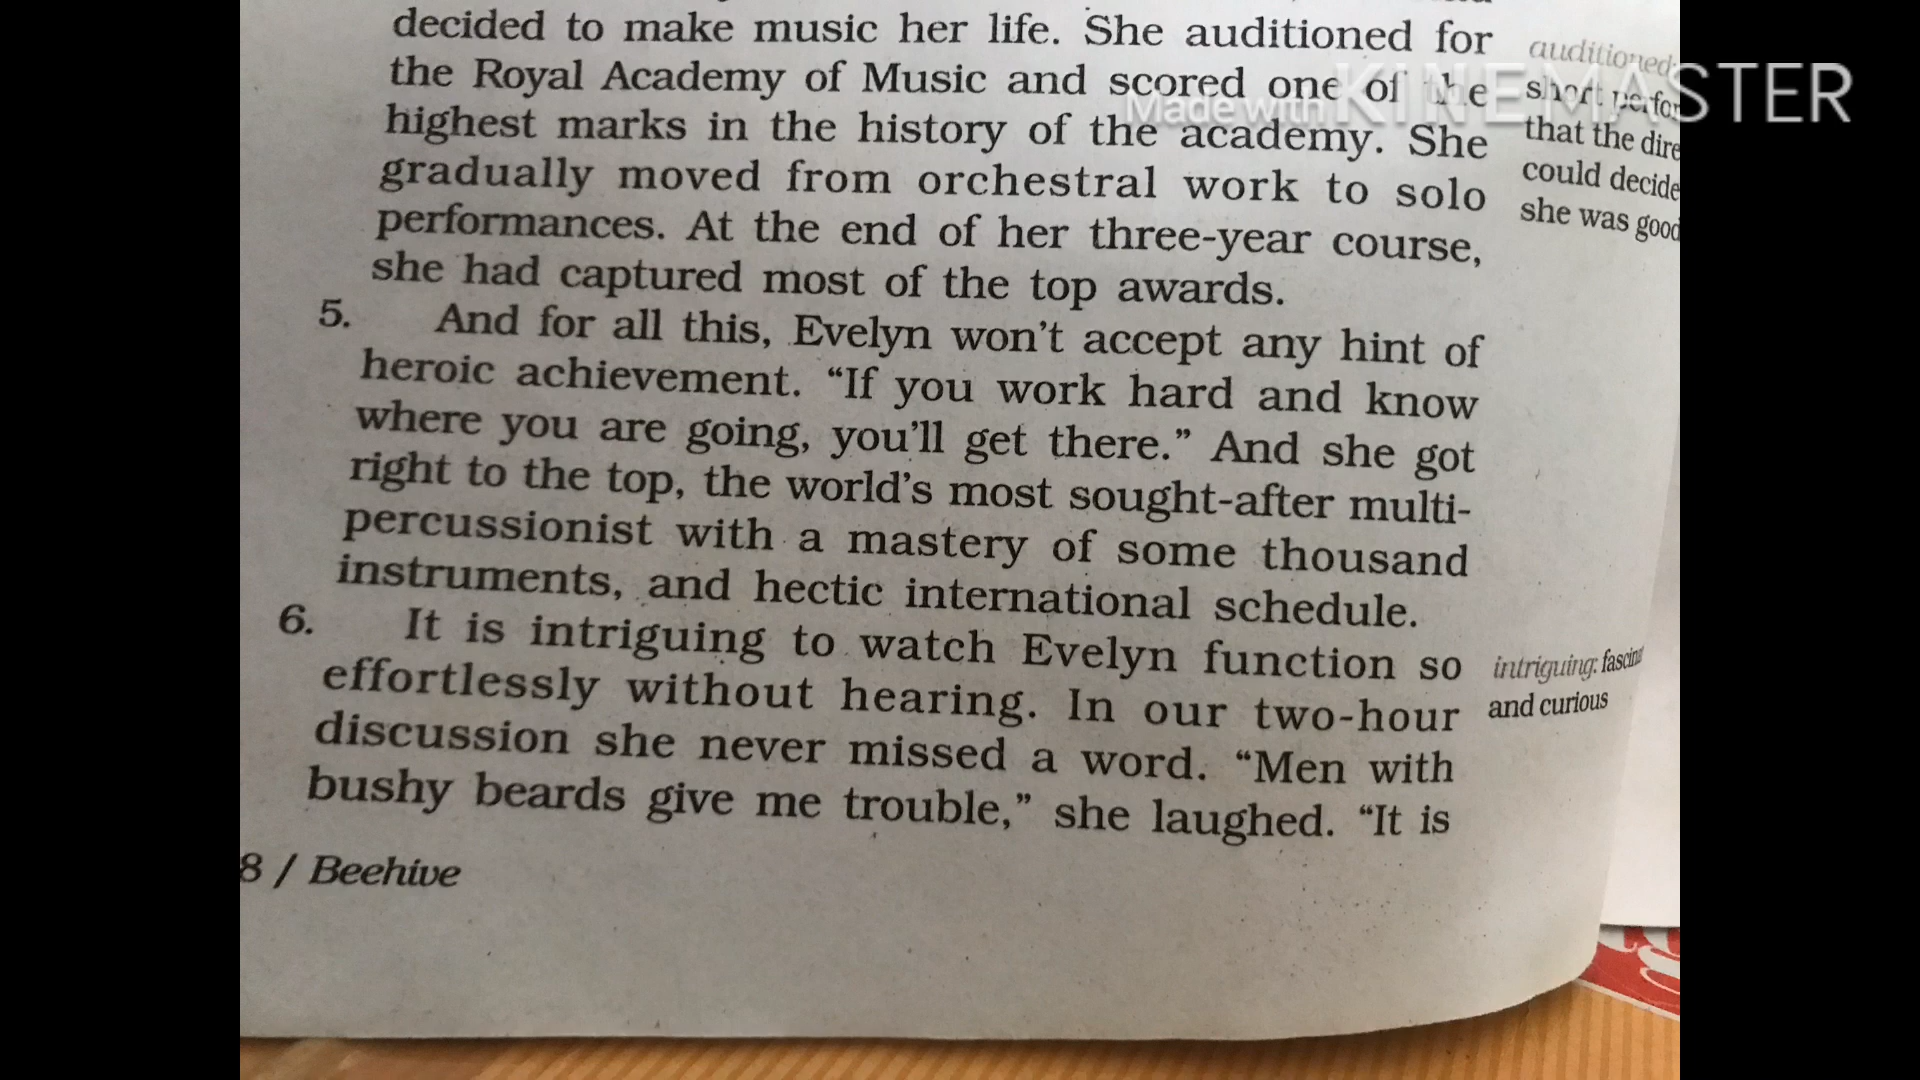 decided to make music her life. She auditioned for
the Royal Academy of Music and scored one of the
highest marks in the history of the academy. She
gradually moved from orchestral work to solo
performances. At the end of her three-year course,
she had captured most of the top awards.
5. And for all this, Evelyn won't accept any hint of
heroic achievement. “If you work hard and know
where you are going, you'll get there.” And she got
right to the top, the world's most sought-after multi-
percussionist with a mastery of some thousand
instruments, and hectic international schedule.
6. It is intriguing to watch Evelyn function so
effortlessly without hearing. In our two-hour
discussion she never missed a word. “Men with
bushy beards give me trouble,” she laughed. “It is
8 / Beehive
auditioned:
short perfor
that the dire
could decide
she was good
intriguing: fascin
and curious
Made with KINEMASTER